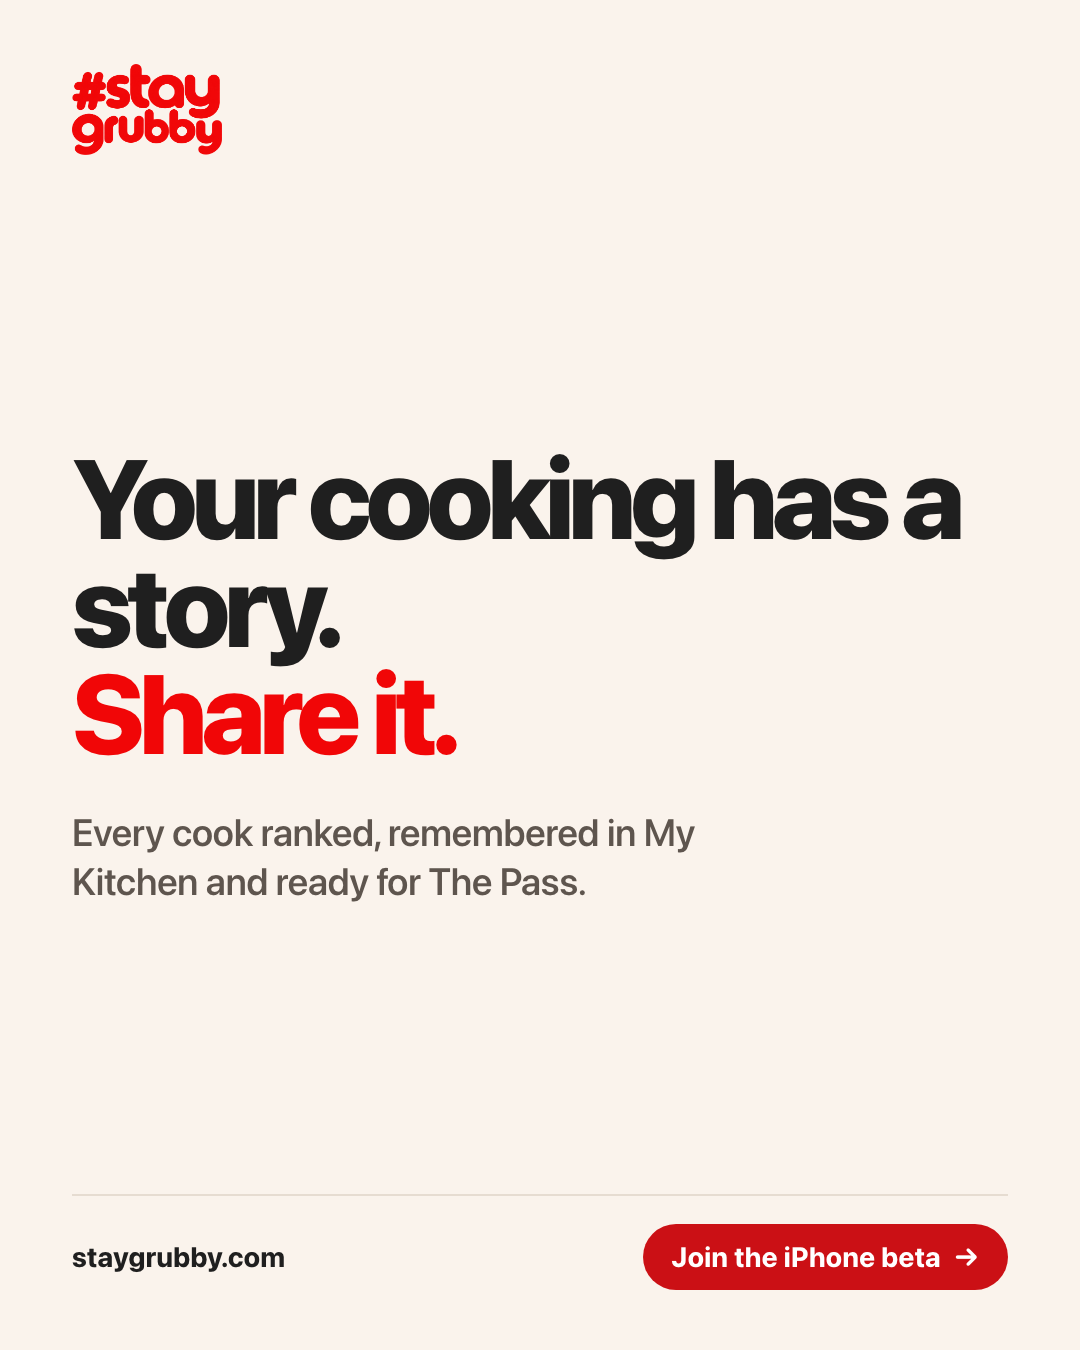 #stay
grubby
Your cooking has a
story.
Share it.
Every cook ranked, remembered in My
Kitchen and ready for The Pass.
staygrubby.com
Join the iPhone beta →